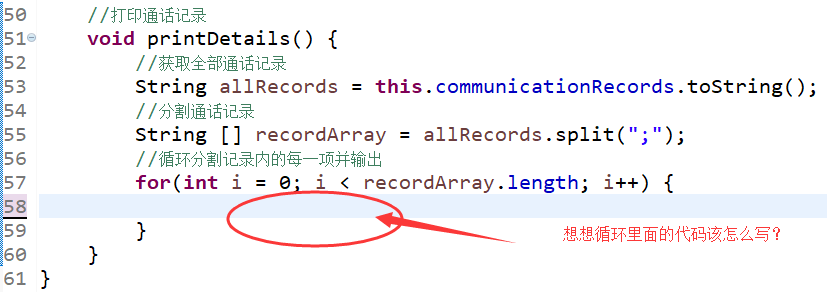 50 //打印通话记录
51 void printDetails() {
52 //获取全部通话记录
53 String allRecords = this.communicationRecords.toString();
54 //分割通话记录
55 String [] recordArray = allRecords.split(";");
56 //循环分割记录内的每一项并输出
57 for(int i = 0; i < recordArray.length; i++) {
58
想想循环里面的代码该怎么写?
59 }
60 }
61 }